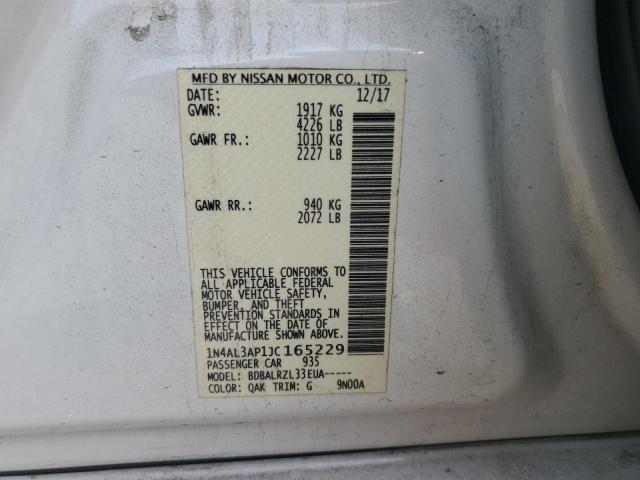 MFD BY NISSAN MOTOR CO., LTD.
DATE: 12/17
GVWR: 1917 KG
4226 LB
GAWR FR.: 1010 KG
2227 LB
GAWR RR.: 940 KG
2072 LB
THIS VEHICLE CONFORMS TO
ALL APPLICABLE FEDERAL
MOTOR VEHICLE SAFETY,
BUMPER, AND THEFT
PREVENTION STANDARDS
IN EFFECT ON THE DATE OF
MANUFACTURE SHOWN ABOVE.
1N4AL3AP1JC165229
PASSENGER CAR 935
MODEL: BDBALRZL33EUA-----
COLOR: QAK TRIM: G 9N00A